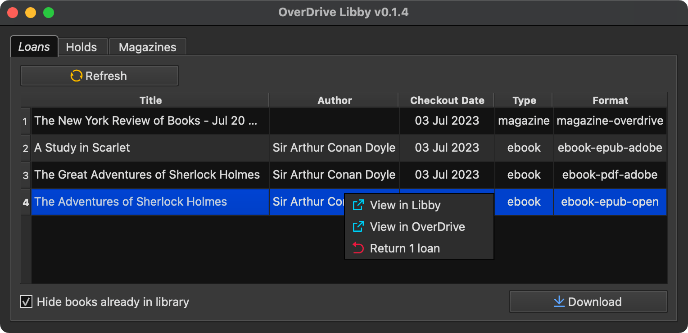 OverDrive Libby v0.1.4
Loans Holds Magazines
Refresh
Title Author Checkout Date Type Format
1 The New York Review of Books - Jul 20 ... 03 Jul 2023 magazine magazine-overdrive
2 A Study in Scarlet Sir Arthur Conan Doyle 03 Jul 2023 ebook ebook-epub-adobe
3 The Great Adventures of Sherlock Holmes Sir Arthur Conan Doyle 03 Jul 2023 ebook ebook-pdf-adobe
4 The Adventures of Sherlock Holmes Sir Arthur ebook ebook-epub-open
View in Libby
View in OverDrive
Return 1 loan
Hide books already in library Download